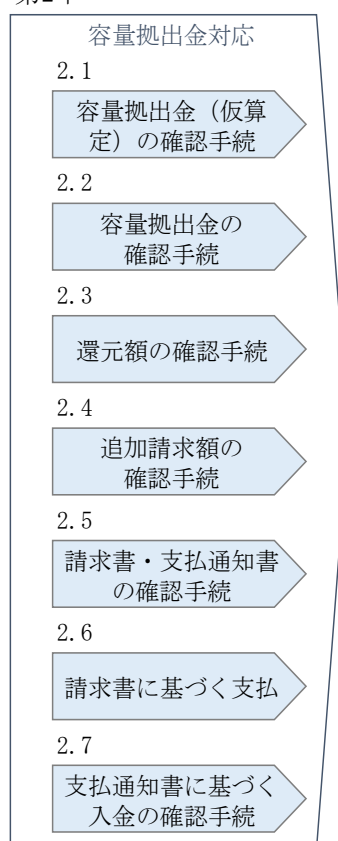 容量拠出金対応
2.1
容量拠出金（仮算
定）の確認手続
2.2
容量拠出金の
確認手続
2.3
還元額の確認手続
2.4
追加請求額の
確認手続
2.5
請求書・支払通知書
の確認手続
2.6
請求書に基づく支払
2.7
支払通知書に基づく
入金の確認手続